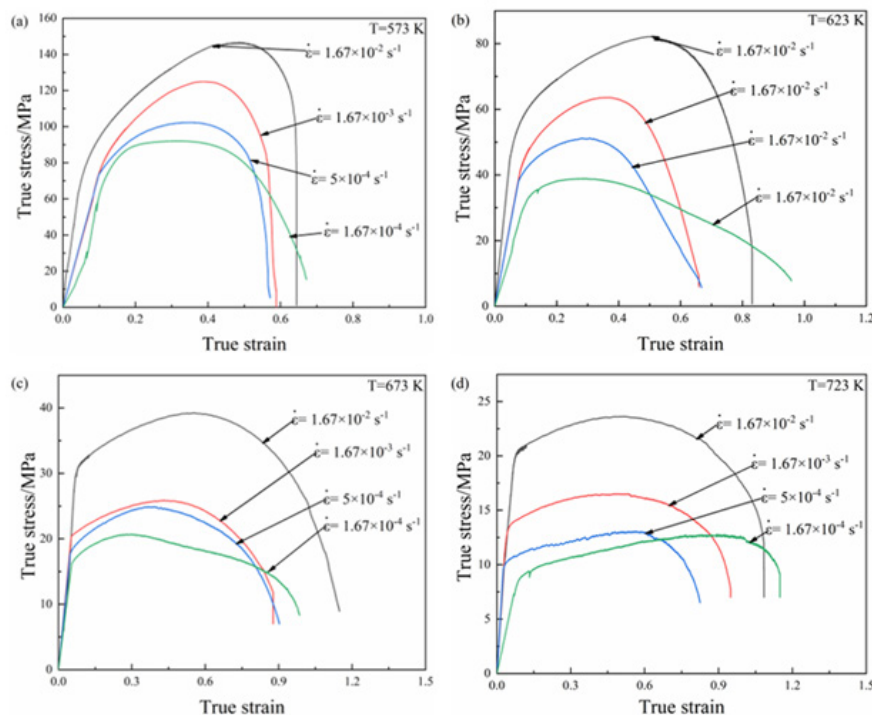 (a)
T=573 K
ε̇= 1.67×10⁻² s⁻¹
ε̇= 1.67×10⁻³ s⁻¹
ε̇= 5×10⁻⁴ s⁻¹
ε̇= 1.67×10⁻⁴ s⁻¹
True stress/MPa
160
140
120
100
80
60
40
20
0
0.0 0.2 0.4 0.6 0.8 1.0
True strain
(b)
T=623 K
ε̇= 1.67×10⁻² s⁻¹
ε̇= 1.67×10⁻² s⁻¹
ε̇= 1.67×10⁻² s⁻¹
ε̇= 1.67×10⁻² s⁻¹
True stress/MPa
80
60
40
20
0
0.0 0.2 0.4 0.6 0.8 1.0 1.2
True strain
(c)
T=673 K
ε̇= 1.67×10⁻² s⁻¹
ε̇= 1.67×10⁻³ s⁻¹
ε̇= 5×10⁻⁴ s⁻¹
ε̇= 1.67×10⁻⁴ s⁻¹
True stress/MPa
40
30
20
10
0
0.0 0.3 0.6 0.9 1.2 1.5
True strain
(d)
T=723 K
ε̇= 1.67×10⁻² s⁻¹
ε̇= 1.67×10⁻³ s⁻¹
ε̇= 5×10⁻⁴ s⁻¹
ε̇= 1.67×10⁻⁴ s⁻¹
True stress/MPa
25
20
15
10
5
0
0.0 0.3 0.6 0.9 1.2 1.5
True strain